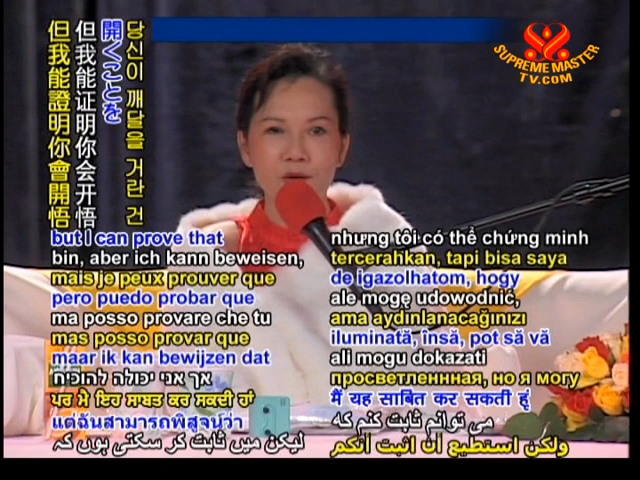 SUPREME MASTER
TV.COM
당신이 깨달을 거란 건
開くことを
但我能证明你会开悟
但我能證明你會開悟
but I can prove that
bin, aber ich kann beweisen,
mais je peux prouver que
pero puedo probar que
ma posso provare che tu
mas posso provar que
maar ik kan bewijzen dat
אך אני יכולה להוכיח
ਪਰ ਮੈਂ ਇਹ ਸਾਬਤ ਕਰ ਸਕਦੀ ਹਾਂ
แต่ฉันสามารถพิสูจน์ว่า
لیکن میں ثابت کر سکتی ہوں کہ
nhưng tôi có thể chứng minh
tercerahkan, tapi bisa saya
de igazolhatom, hogy
ale mogę udowodnić,
ama aydınlanacağınızı
iluminată, însă, pot să vă
ali mogu dokazati
просветленнная, но я могу
मैं यह साबित कर सकती हूं
می توانم ثابت کنم که
ولكن استطيع أن اثبت أنكم